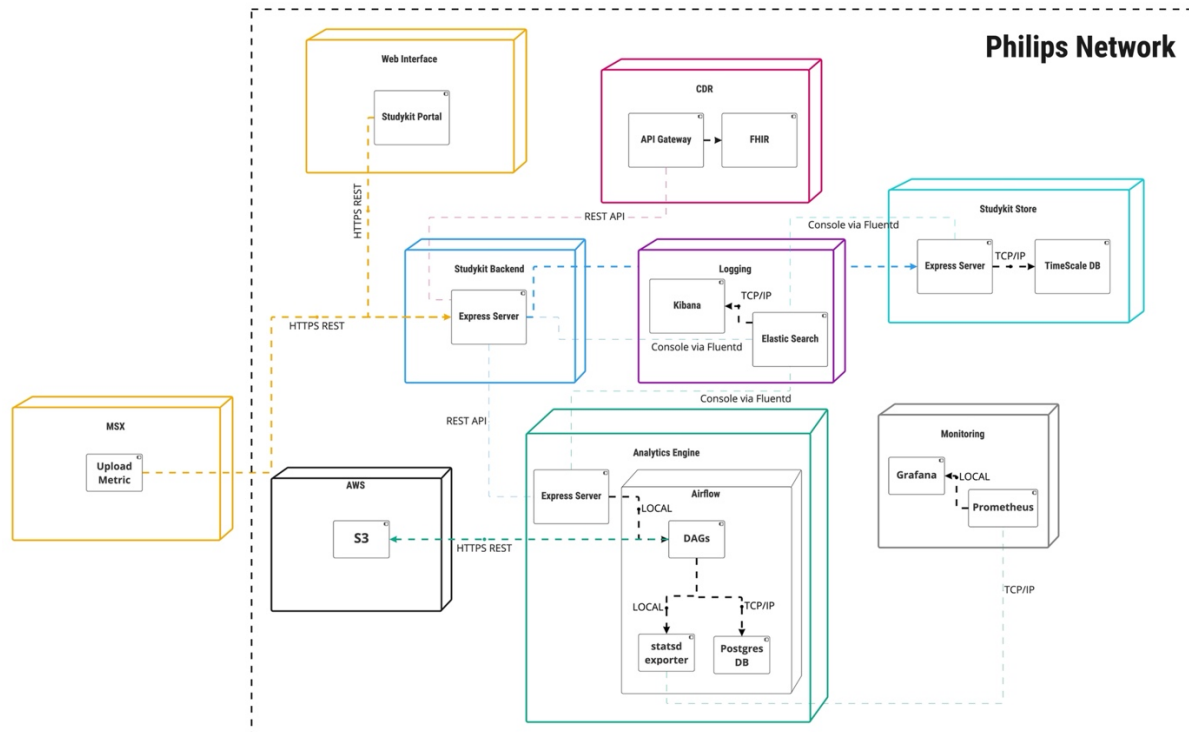 Philips Network
Web Interface
Studykit Portal
HTTPS REST
CDR
API Gateway
FHIR
REST API
Studykit Store
Console via Fluentd
Express Server
TCP/IP
TimeScale DB
Studykit Backend
Express Server
HTTPS REST
Logging
Kibana
TCP/IP
Elastic Search
Console via Fluentd
Console via Fluentd
REST API
MSX
Upload
Metric
AWS
S3
HTTPS REST
Analytics Engine
Express Server
LOCAL
Airflow
DAGs
LOCAL
TCP/IP
statsd
exporter
Postgres
DB
Monitoring
Grafana
LOCAL
Prometheus
TCP/IP